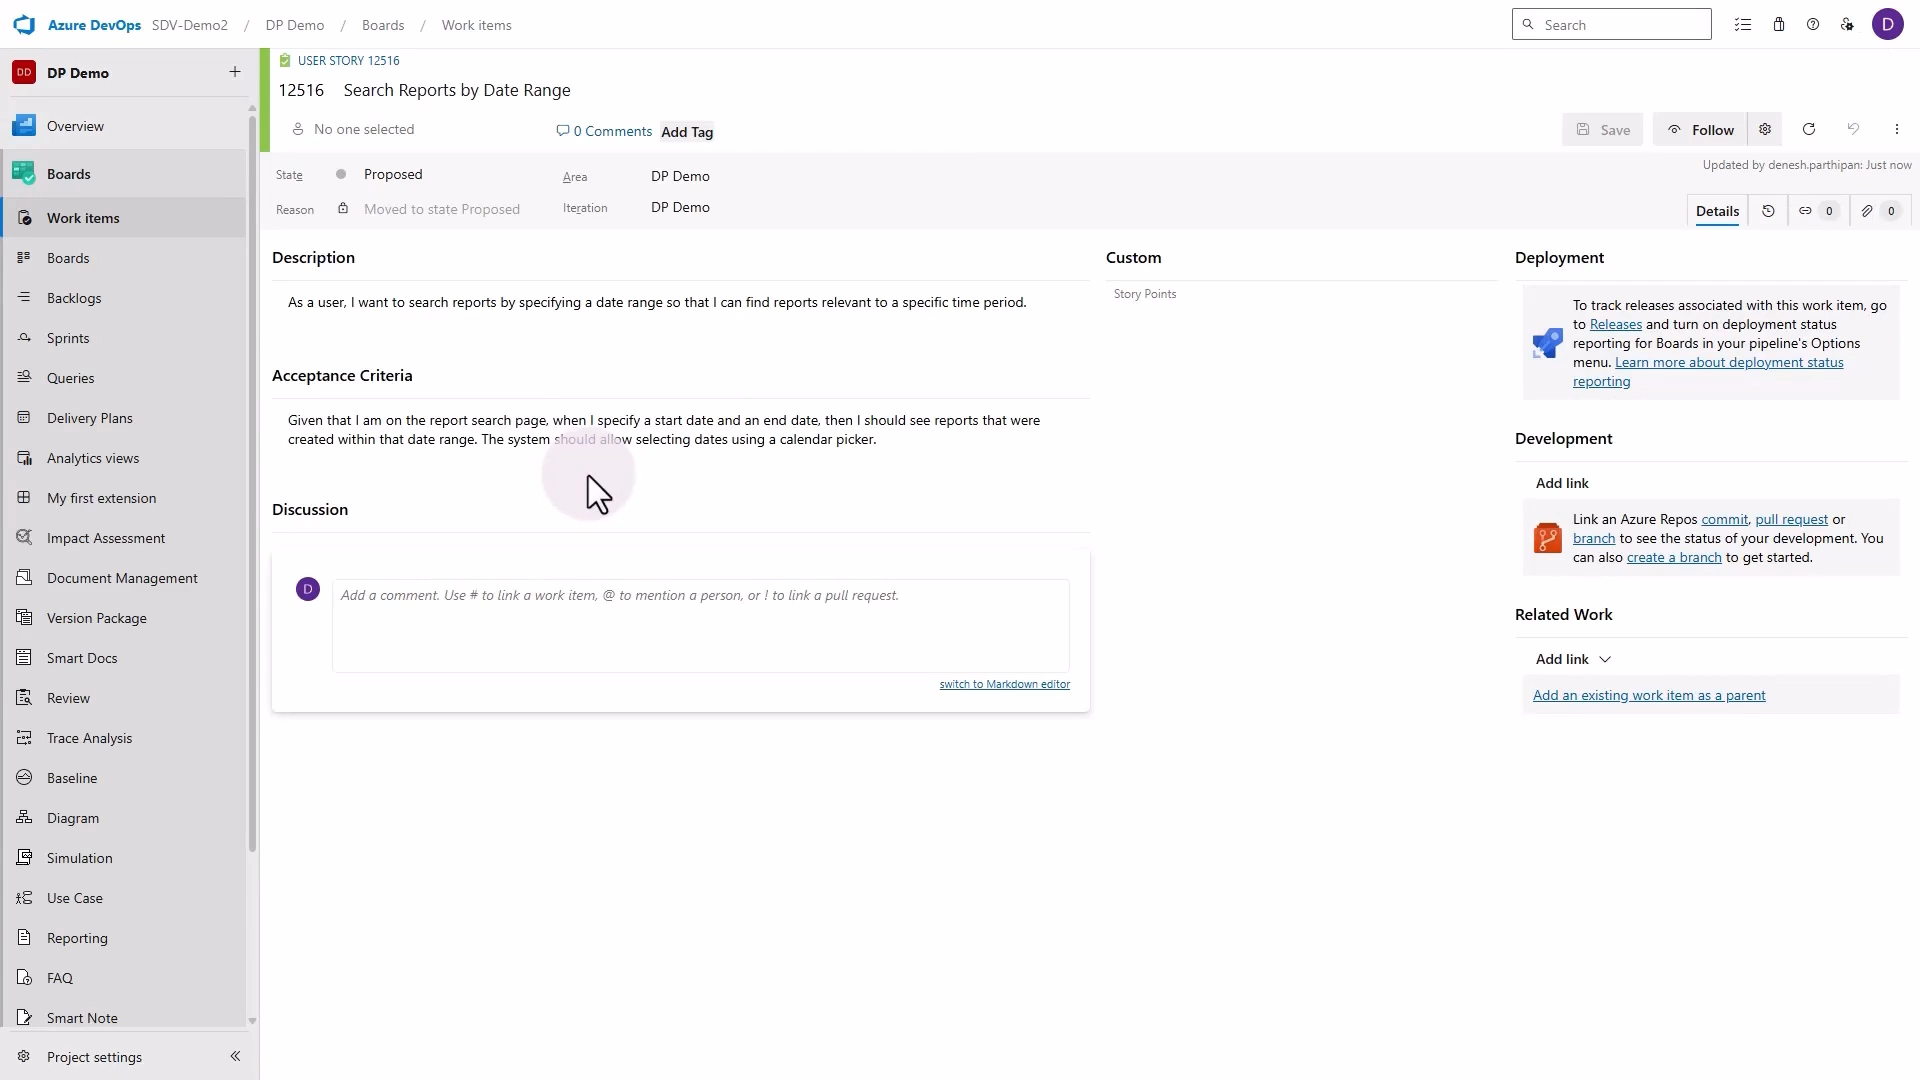 Azure DevOps SDV-Demo2 / DP Demo / Boards / Work items
Search
D
DD DP Demo
Overview
Boards
Work items
Boards
Backlogs
Sprints
Queries
Delivery Plans
Analytics views
My first extension
Impact Assessment
Document Management
Version Package
Smart Docs
Review
Trace Analysis
Baseline
Diagram
Simulation
Use Case
Reporting
FAQ
Smart Note
Project settings
USER STORY 12516
12516 Search Reports by Date Range
No one selected
0 Comments
Add Tag
Save
Follow
State Proposed
Area DP Demo
Updated by denesh.parthipan: Just now
Reason Moved to state Proposed
Iteration DP Demo
Details 0 0
Description
As a user, I want to search reports by specifying a date range so that I can find reports relevant to a specific time period.
Acceptance Criteria
Given that I am on the report search page, when I specify a start date and an end date, then I should see reports that were
created within that date range. The system should allow selecting dates using a calendar picker.
Discussion
D
Add a comment. Use # to link a work item, @ to mention a person, or ! to link a pull request.
switch to Markdown editor
Custom
Story Points
Deployment
To track releases associated with this work item, go
to Releases and turn on deployment status
reporting for Boards in your pipeline's Options
menu. Learn more about deployment status
reporting
Development
Add link
Link an Azure Repos commit, pull request or
branch to see the status of your development. You
can also create a branch to get started.
Related Work
Add link
Add an existing work item as a parent